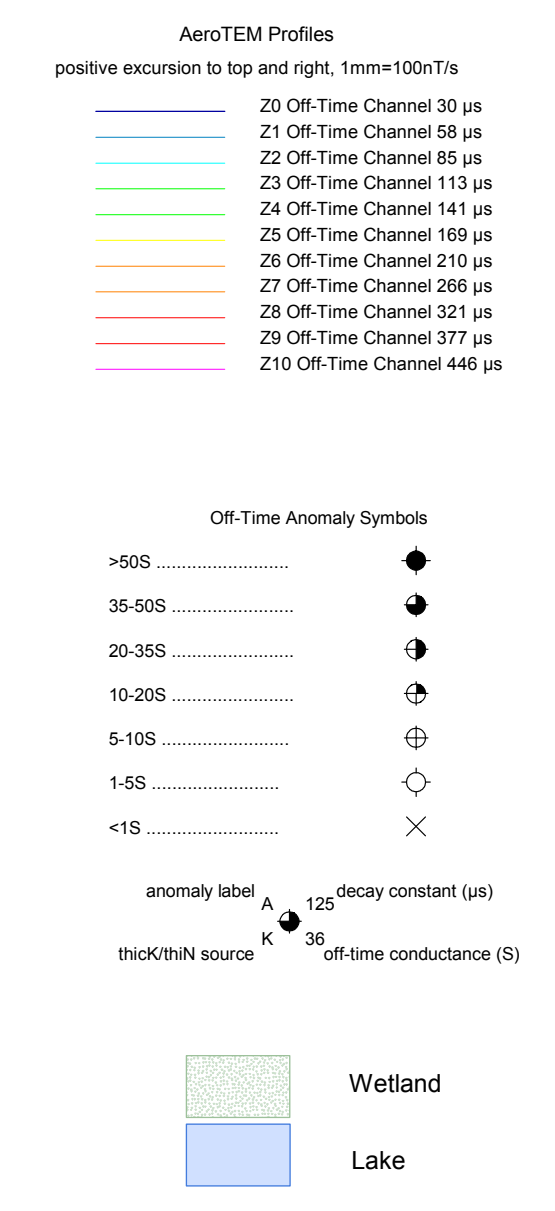 AeroTEM Profiles
positive excursion to top and right, 1mm=100nT/s
Z0 Off-Time Channel 30 µs
Z1 Off-Time Channel 58 µs
Z2 Off-Time Channel 85 µs
Z3 Off-Time Channel 113 µs
Z4 Off-Time Channel 141 µs
Z5 Off-Time Channel 169 µs
Z6 Off-Time Channel 210 µs
Z7 Off-Time Channel 266 µs
Z8 Off-Time Channel 321 µs
Z9 Off-Time Channel 377 µs
Z10 Off-Time Channel 446 µs
Off-Time Anomaly Symbols
>50S ..........................
35-50S ........................
20-35S ........................
10-20S ........................
5-10S .........................
1-5S .........................
<1S ..........................
anomaly label A 125 decay constant (µs)
thicK/thiN source K 36 off-time conductance (S)
Wetland
Lake